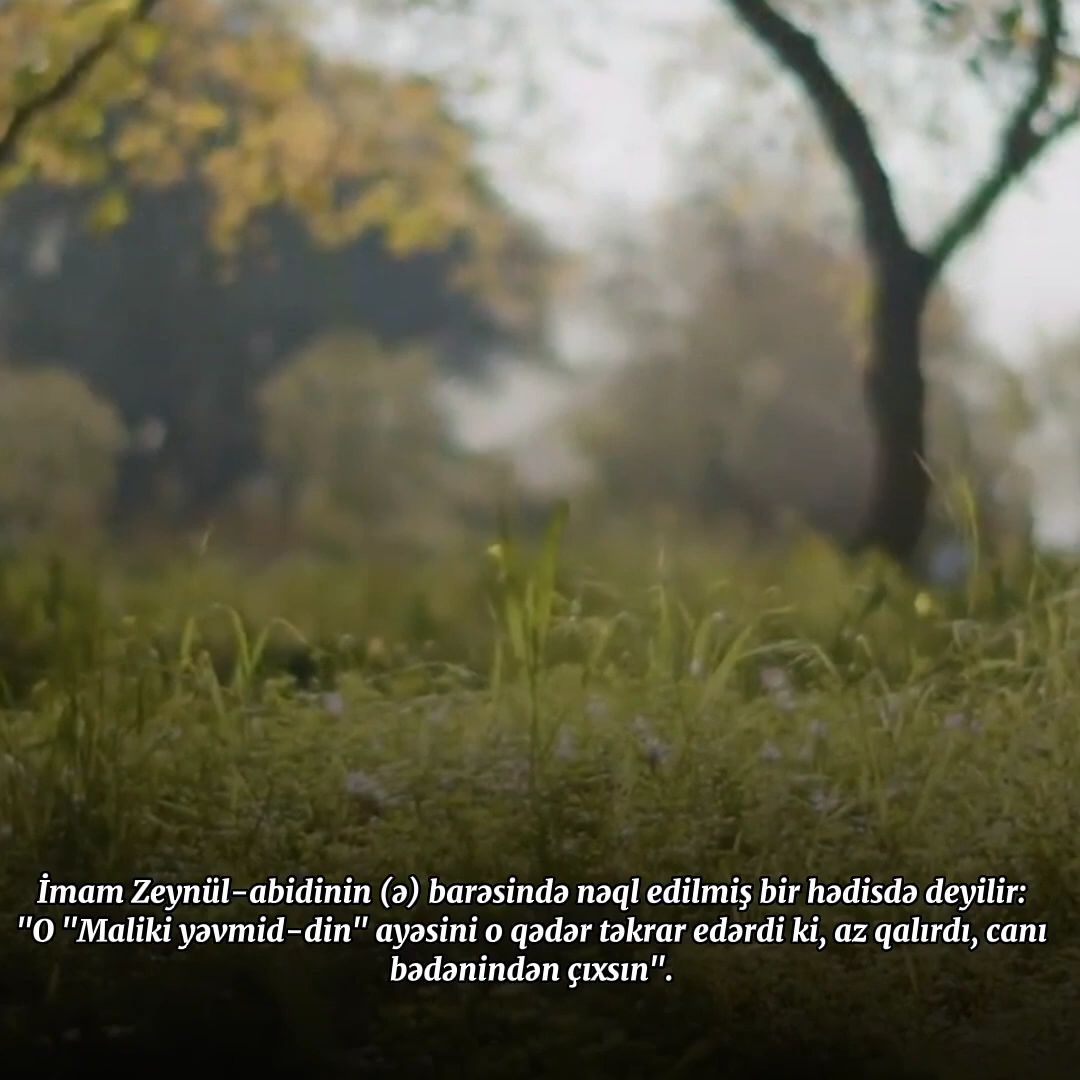 İmam Zeynül-abidinin (ə) barəsində nəql edilmiş bir hədisdə deyilir:
"O "Maliki yəvmid-din" ayəsini o qədər təkrar edərdi ki, az qalırdı, canı
bədənindən çıxsın".